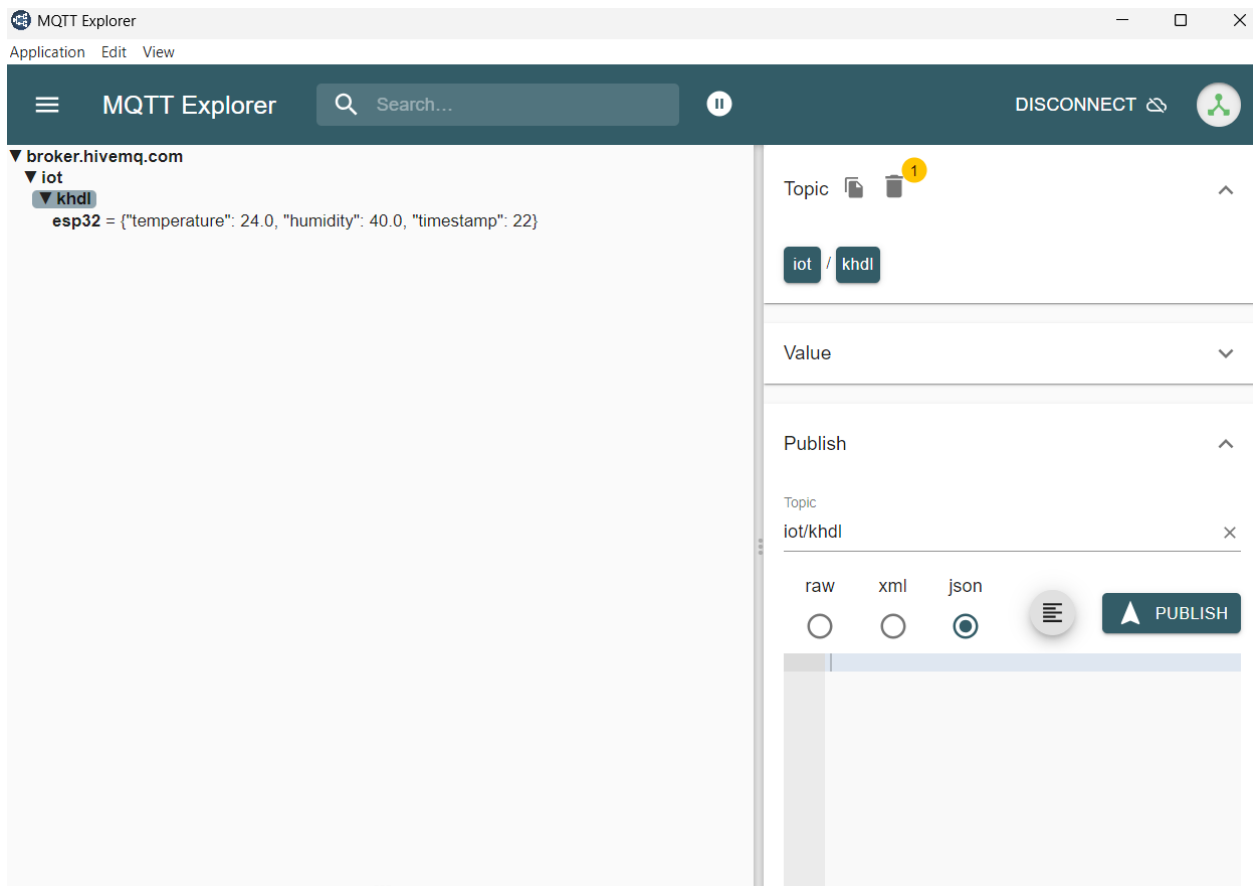 MQTT Explorer
Application Edit View
MQTT Explorer Search... DISCONNECT
▼ broker.hivemq.com
▼ iot
▼ khdl
esp32 = {"temperature": 24.0, "humidity": 40.0, "timestamp": 22}
Topic 1
iot / khdl
Value
Publish
Topic
iot/khdl
raw xml json
PUBLISH